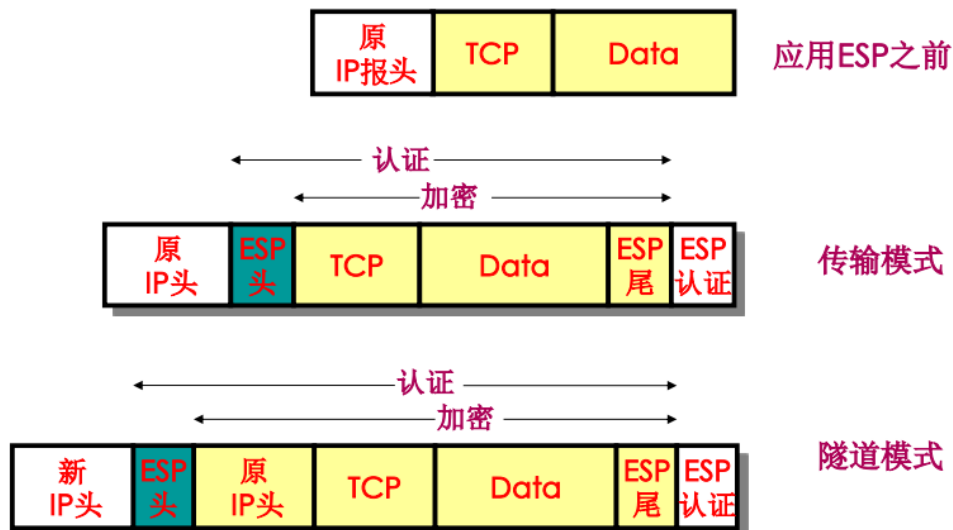 原
IP报头
TCP
Data
应用ESP之前
认证
加密
原
IP头
ESP
头
TCP
Data
ESP
尾
ESP
认证
传输模式
认证
加密
新
IP头
ESP
头
原
IP头
TCP
Data
ESP
尾
ESP
认证
隧道模式